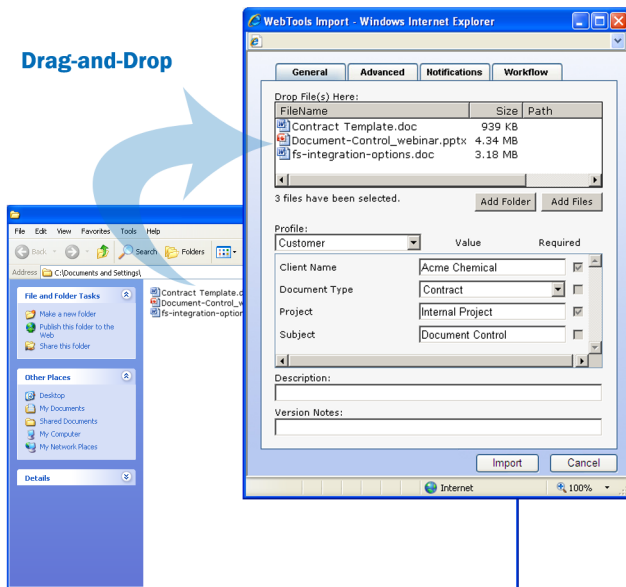 Drag-and-Drop
WebTools Import - Windows Internet Explorer
General Advanced Notifications Workflow
Drop File(s) Here:
FileName Size Path
Contract Template.doc 939 KB
Document-Control_webinar.pptx 4.34 MB
fs-integration-options.doc 3.18 MB
3 files have been selected. Add Folder Add Files
Profile:
Customer Value Required
Client Name Acme Chemical
Document Type Contract
Project Internal Project
Subject Document Control
Description:
Version Notes:
Import Cancel
Internet 100%
File Edit View Favorites Tools Help
Back Search Folders
Address C:\Documents and Settings\
File and Folder Tasks
Make a new folder
Publish this folder to the
Web
Share this folder
Other Places
Desktop
My Documents
Shared Documents
My Computer
My Network Places
Details
Contract Template.d
Document-Control_w
fs-integration-option